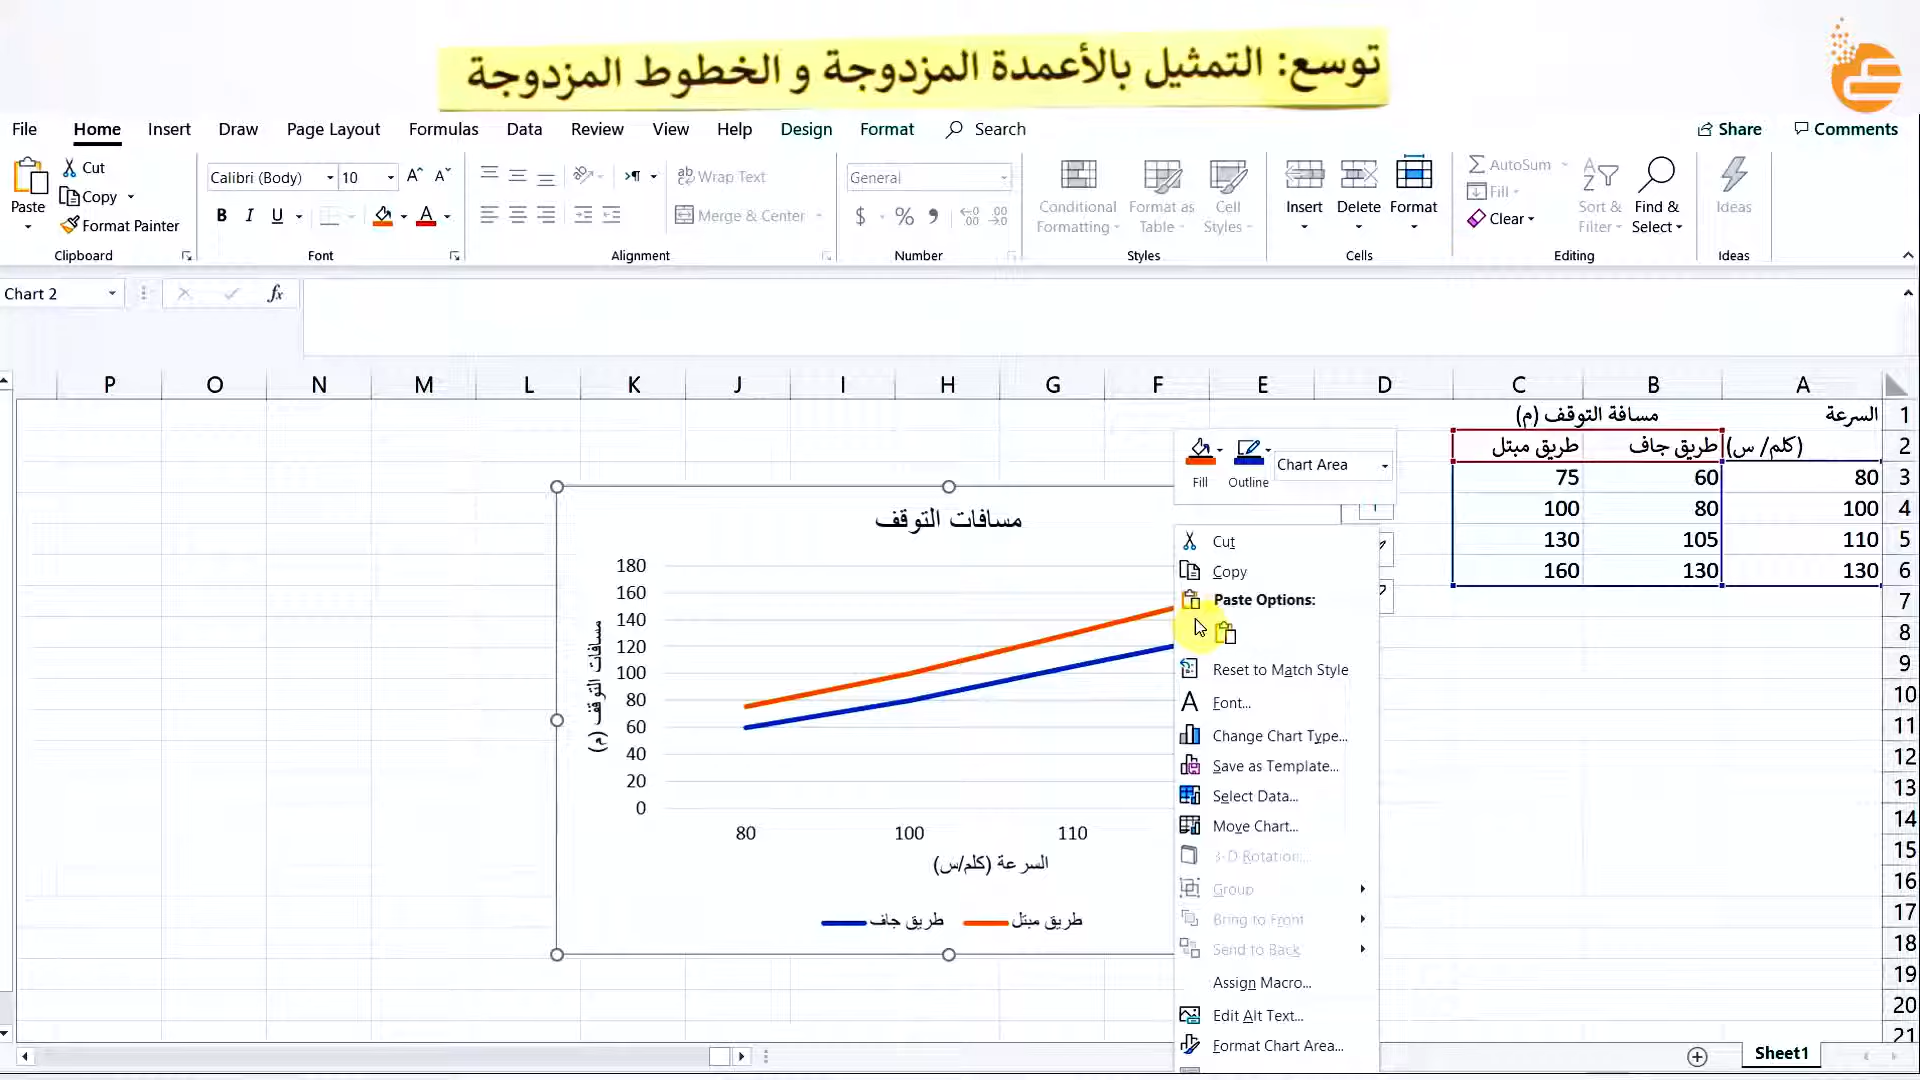 توسع: التمثيل بالأعمدة المزدوجة و الخطوط المزدوجة
File Home Insert Draw Page Layout Formulas Data Review View Help Design Format Search Share Comments
Paste
Cut
Copy
Format Painter
Clipboard
Calibri (Body) 10
B I U
Font
Wrap Text
Merge & Center
Alignment
General
$ % 9
Number
Conditional Formatting
Format as Table
Cell Styles
Styles
Insert
Delete
Format
Cells
AutoSum
Fill
Clear
Sort & Filter
Find & Select
Editing
Ideas
Ideas
Chart 2
fx
P O N M L K J I H G F E D C B A
1
السرعة
مسافة التوقف (م)
2
(كلم/ س)
طريق جاف
طريق مبتل
3 80 60 75
4 100 80 100
5 110 105 130
6 130 130 160
7
8
9
10
11
12
13
14
15
16
17
18
19
20
21
مسافات التوقف
180
160
140
120
100
80
60
40
20
0
مسافات التوقف (م)
80 100 110
السرعة (كلم/س)
طريق جاف
طريق مبتل
Fill
Outline
Chart Area
Cut
Copy
Paste Options:
Reset to Match Style
Font...
Change Chart Type...
Save as Template...
Select Data...
Move Chart...
3-D Rotation...
Group
Bring to Front
Send to Back
Assign Macro...
Edit Alt Text...
Format Chart Area...
Sheet1